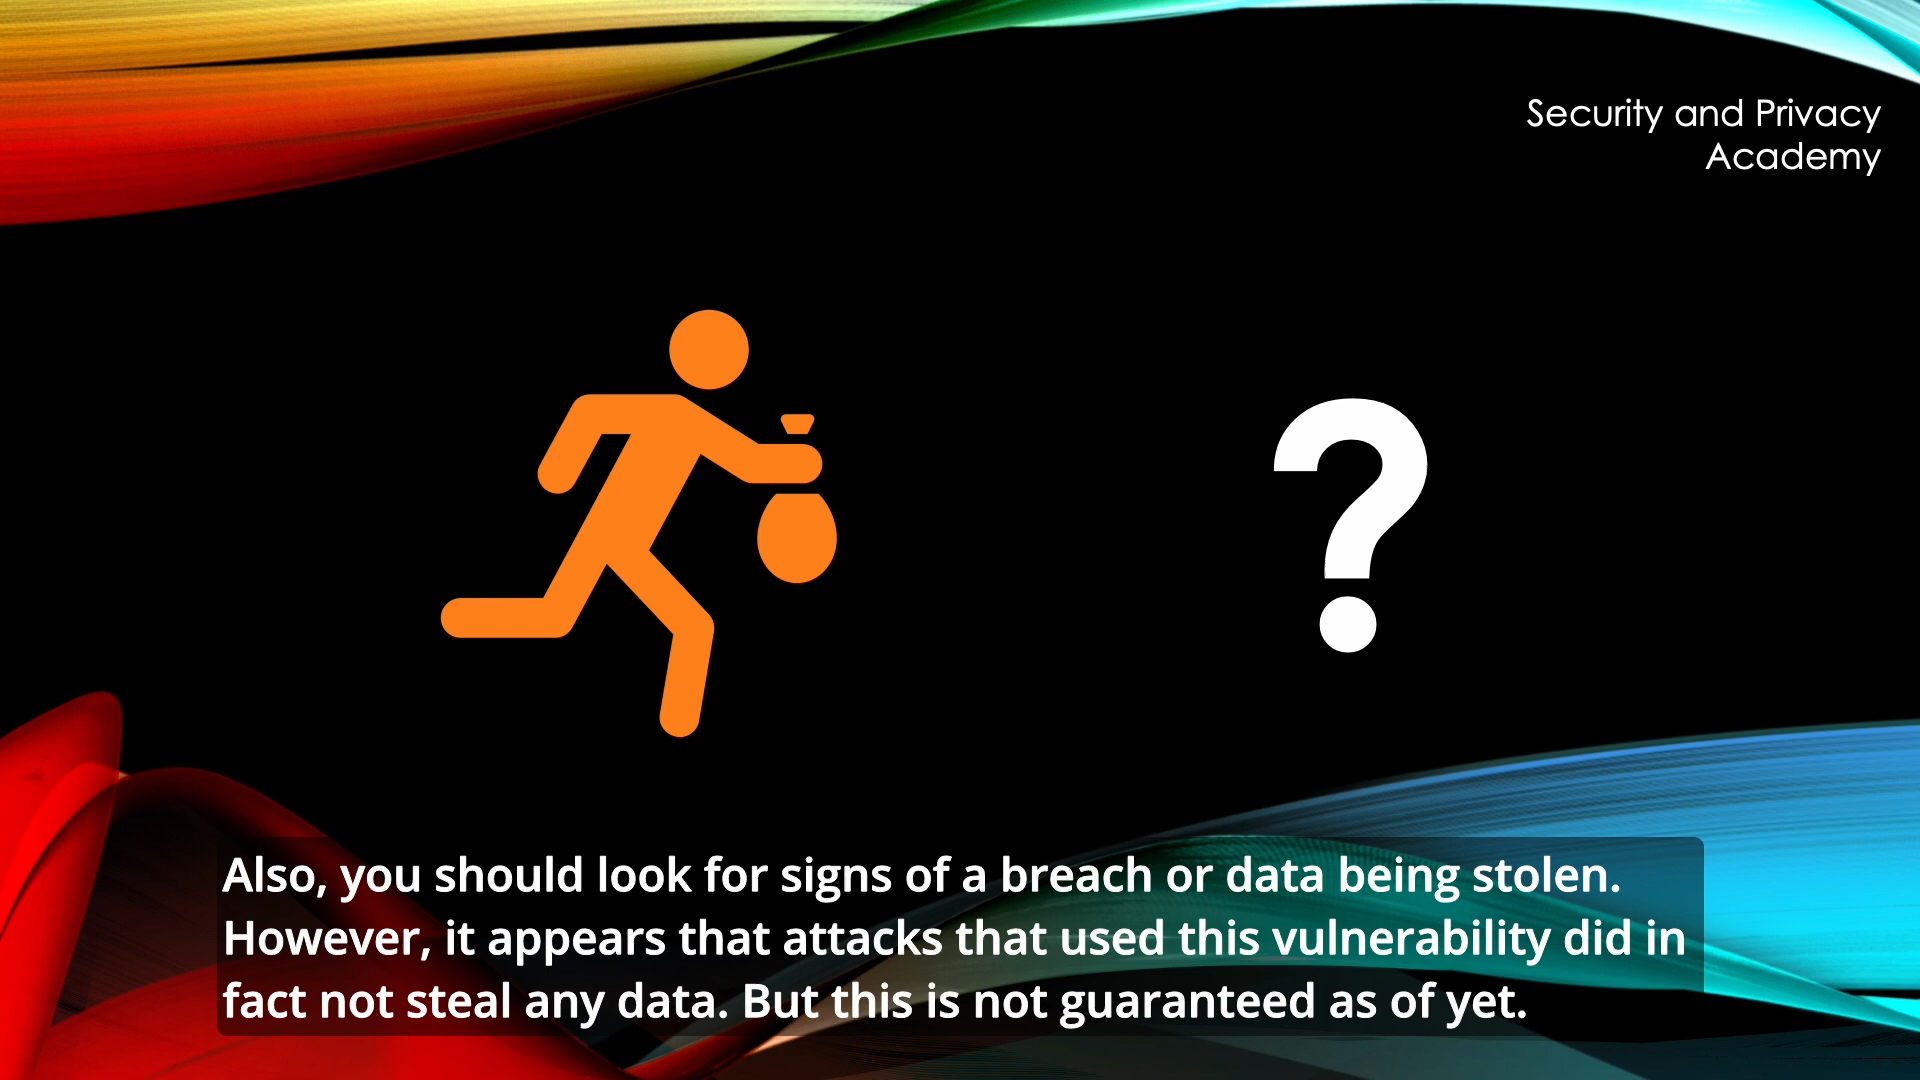 Security and Privacy
Academy
?
Also, you should look for signs of a breach or data being stolen.
However, it appears that attacks that used this vulnerability did in
fact not steal any data. But this is not guaranteed as of yet.